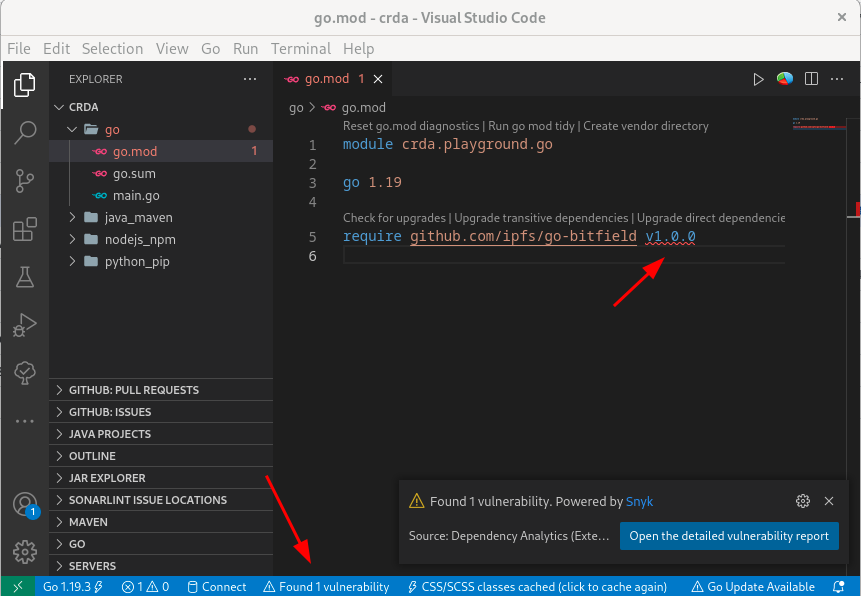 go.mod - crda - Visual Studio Code
File Edit Selection View Go Run Terminal Help
EXPLORER
CRDA
go
go.mod 1
go.sum
main.go
java_maven
nodejs_npm
python_pip
GITHUB: PULL REQUESTS
GITHUB: ISSUES
JAVA PROJECTS
OUTLINE
JAR EXPLORER
SONARLINT ISSUE LOCATIONS
MAVEN
GO
SERVERS
1
go.mod 1
go > go.mod
Reset go.mod diagnostics | Run go mod tidy | Create vendor directory
1 module crda.playground.go
2
3 go 1.19
4
Check for upgrades | Upgrade transitive dependencies | Upgrade direct dependencie
5 require github.com/ipfs/go-bitfield v1.0.0
6
Found 1 vulnerability. Powered by Snyk
Source: Dependency Analytics (Exte...
Open the detailed vulnerability report
Go 1.19.3 1 0 Connect Found 1 vulnerability CSS/SCSS classes cached (click to cache again) Go Update Available